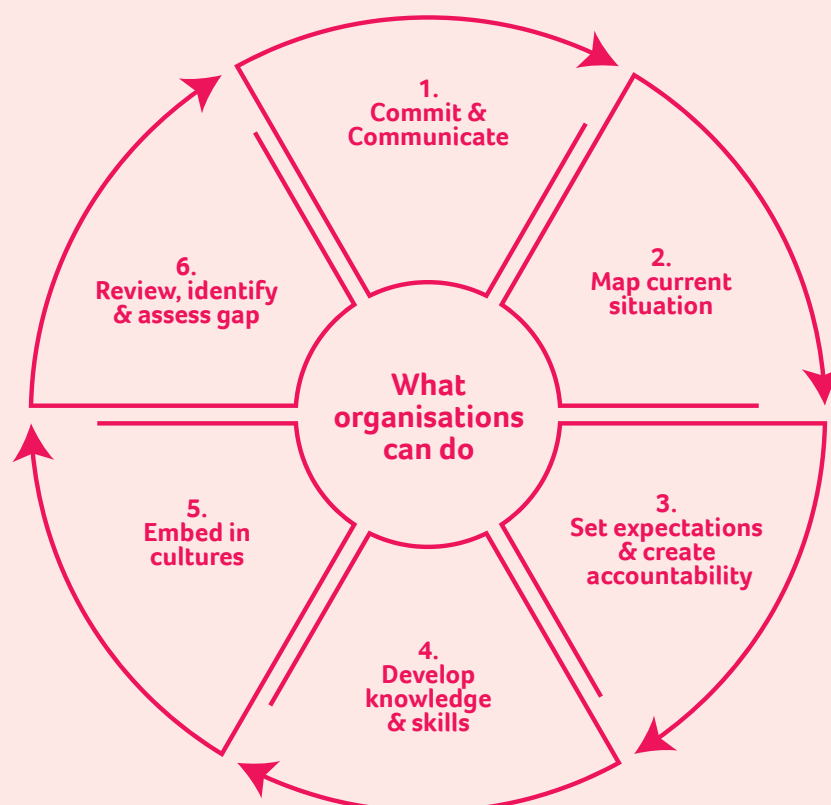 1.
Commit &
Communicate
2.
Map current
situation
3.
Set expectations
& create
accountability
4.
Develop
knowledge
& skills
5.
Embed in
cultures
6.
Review, identify
& assess gap
What
organisations
can do